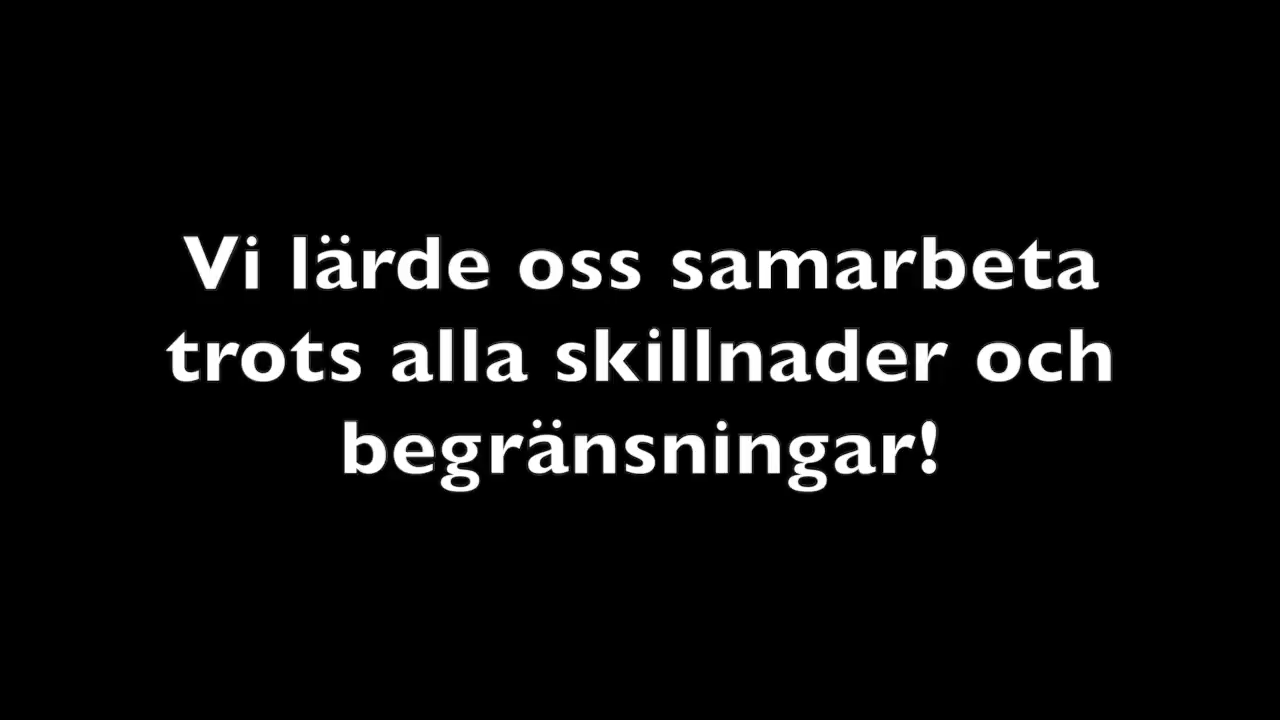 Vi lärde oss samarbeta
trots alla skillnader och
begränsningar!